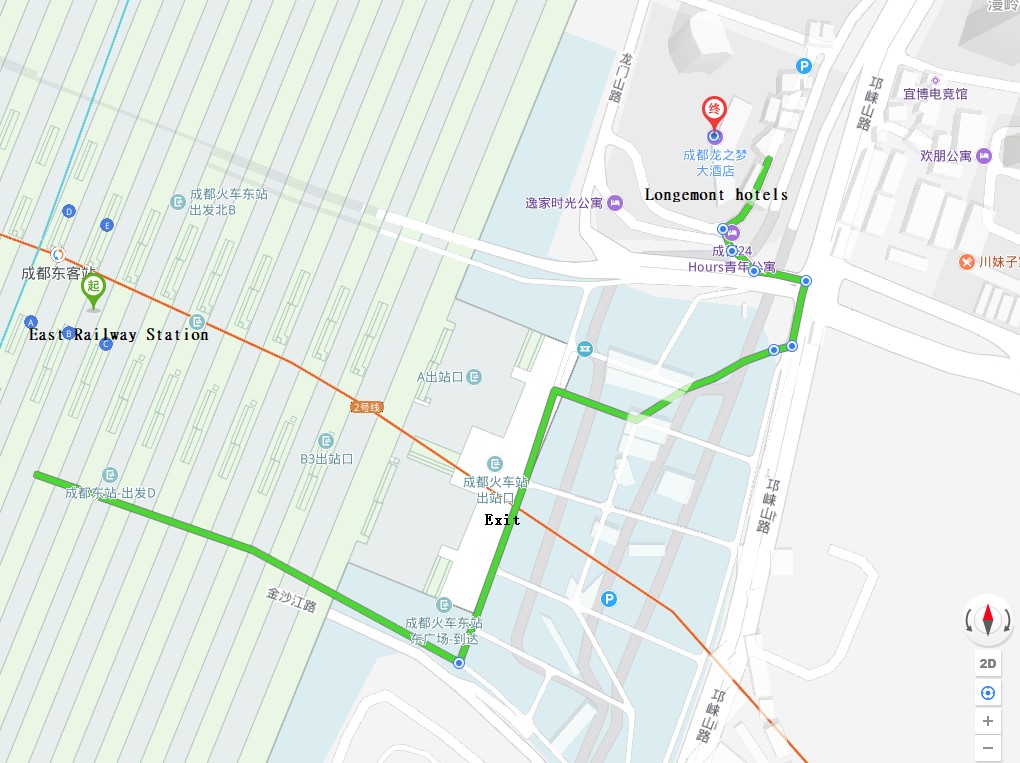 漫岭
龙门山路
P
邛崃山路
宜博电竞馆
终
成都龙之梦
大酒店
欢朋公寓
Longemont hotels
成都火车东站
出发北B
逸家时光公寓
D
E
成都24
Hours青年公寓
川妹子
成都东客站
起
A
B
C
East Railway Station
A出站口
2号线
B3出站口
成都火车站
出站口
Exit
成都东站-出发D
邛崃山路
金沙江路
P
成都火车东站
东广场-到达
2D
邛崃山路
+
−